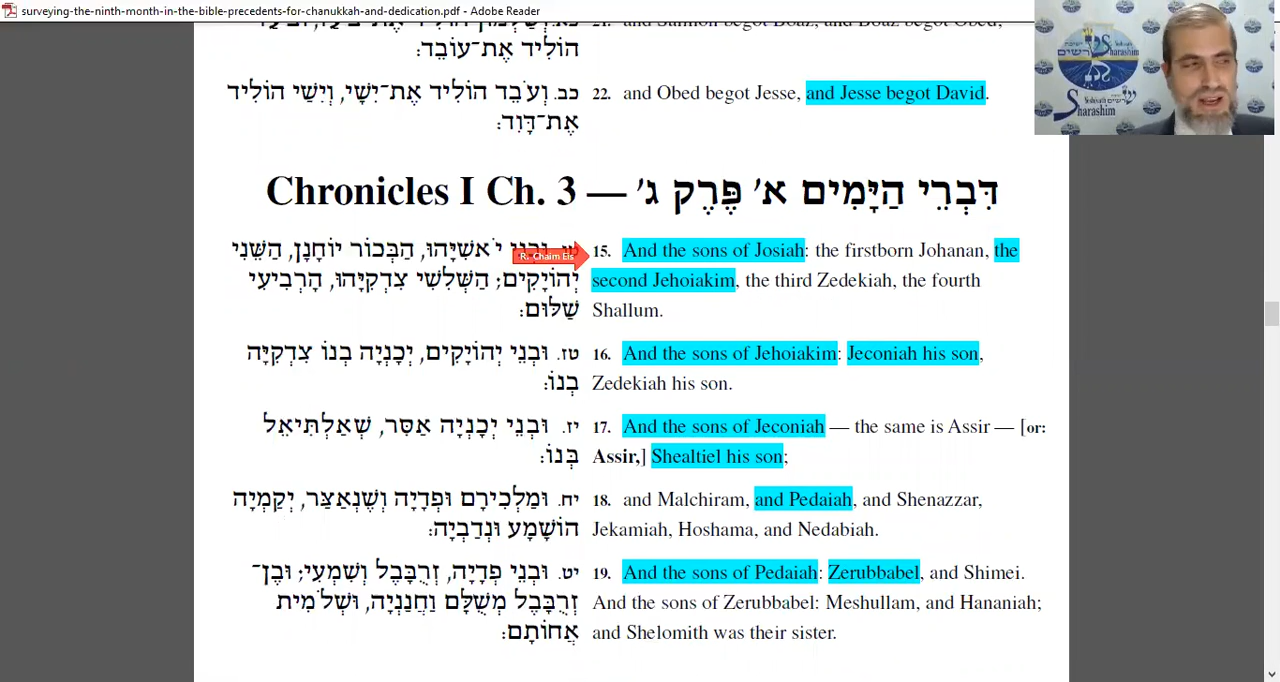 surveying-the-ninth-month-in-the-bible-precedents-for-chanukkah-and-dedication.pdf - Adobe Reader
הוֹלִיד אֶת־עוֹבֵד׃
21. and Salmon begot Boaz, and Boaz begot Obed,
כב. וְעֹבֵד הוֹלִיד אֶת־יִשָׁי, וְיִשַׁי הוֹלִיד
אֶת־דָּוִד׃
22. and Obed begot Jesse, and Jesse begot David.
Chronicles I Ch. 3 — דִּבְרֵי הַיָּמִים א׳ פֶּרֶק ג׳
טו. וּבְנֵי יֹאשִׁיָּהוּ, הַבְּכוֹר יוֹחָנָן, הַשֵּׁנִי
יְהוֹיָקִים; הַשְּׁלִשִׁי צִדְקִיָּהוּ, הָרְבִיעִי
שַׁלּוּם׃
R. Chaim Eis
15. And the sons of Josiah: the firstborn Johanan, the
second Jehoiakim, the third Zedekiah, the fourth
Shallum.
טז. וּבְנֵי יְהוֹיָקִים, יְכָנְיָה בְנוֹ צִדְקִיָּה
בְנוֹ׃
16. And the sons of Jehoiakim: Jeconiah his son,
Zedekiah his son.
יז. וּבְנֵי יְכָנְיָה אַסִּר, שְׁאַלְתִּיאֵל
בְּנוֹ׃
17. And the sons of Jeconiah — the same is Assir — [or:
Assir,] Shealtiel his son;
יח. וּמַלְכִּירָם וּפְדָיָה וְשֶׁנְאַצַּר, יְקַמְיָה
הוֹשָׁמָע וּנְדַבְיָה׃
18. and Malchiram, and Pedaiah, and Shenazzar,
Jekamiah, Hoshama, and Nedabiah.
יט. וּבְנֵי פְדָיָה, זְרֻבָּבֶל וְשִׁמְעִי; וּבֶן־
זְרֻבָּבֶל מְשֻׁלָּם וַחֲנַנְיָה, וּשְׁלֹמִית
אֲחוֹתָם׃
19. And the sons of Pedaiah: Zerubbabel, and Shimei.
And the sons of Zerubbabel: Meshullam, and Hananiah;
and Shelomith was their sister.
Sharashim
Yeshivath שרשים
Sharashim